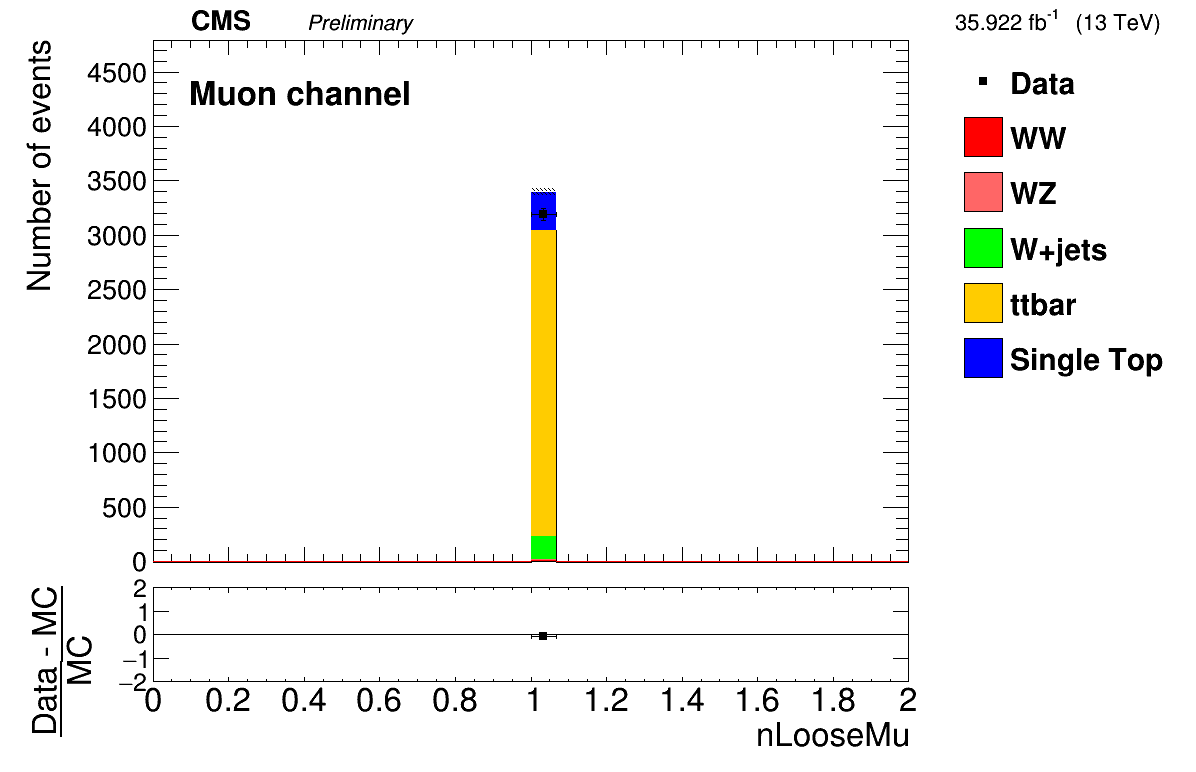 CMS Preliminary 35.922 fb-1 (13 TeV)
Number of events
4500
4000
3500
3000
2500
2000
1500
1000
500
0
Muon channel
Data
WW
WZ
W+jets
ttbar
Single Top
Data - MC
MC
2
1
0
−1
−2
0 0.2 0.4 0.6 0.8 1 1.2 1.4 1.6 1.8 2
nLooseMu